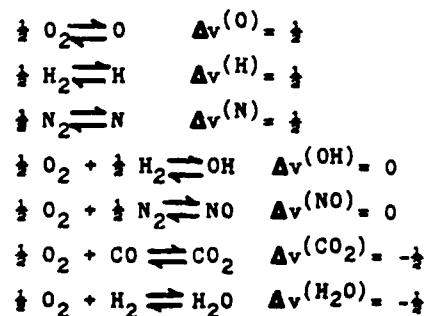 ½ O₂ ⇌ O Δν⁽ᴼ⁾= ½
½ H₂ ⇌ H Δν⁽ᴴ⁾= ½
½ N₂ ⇌ N Δν⁽ᴺ⁾= ½
½ O₂ + ½ H₂ ⇌ OH Δν⁽ᴼᴴ⁾= 0
½ O₂ + ½ N₂ ⇌ NO Δν⁽ᴺᴼ⁾= 0
½ O₂ + CO ⇌ CO₂ Δν^(CO₂)= -½
½ O₂ + H₂ ⇌ H₂O Δν^(H₂O)= -½